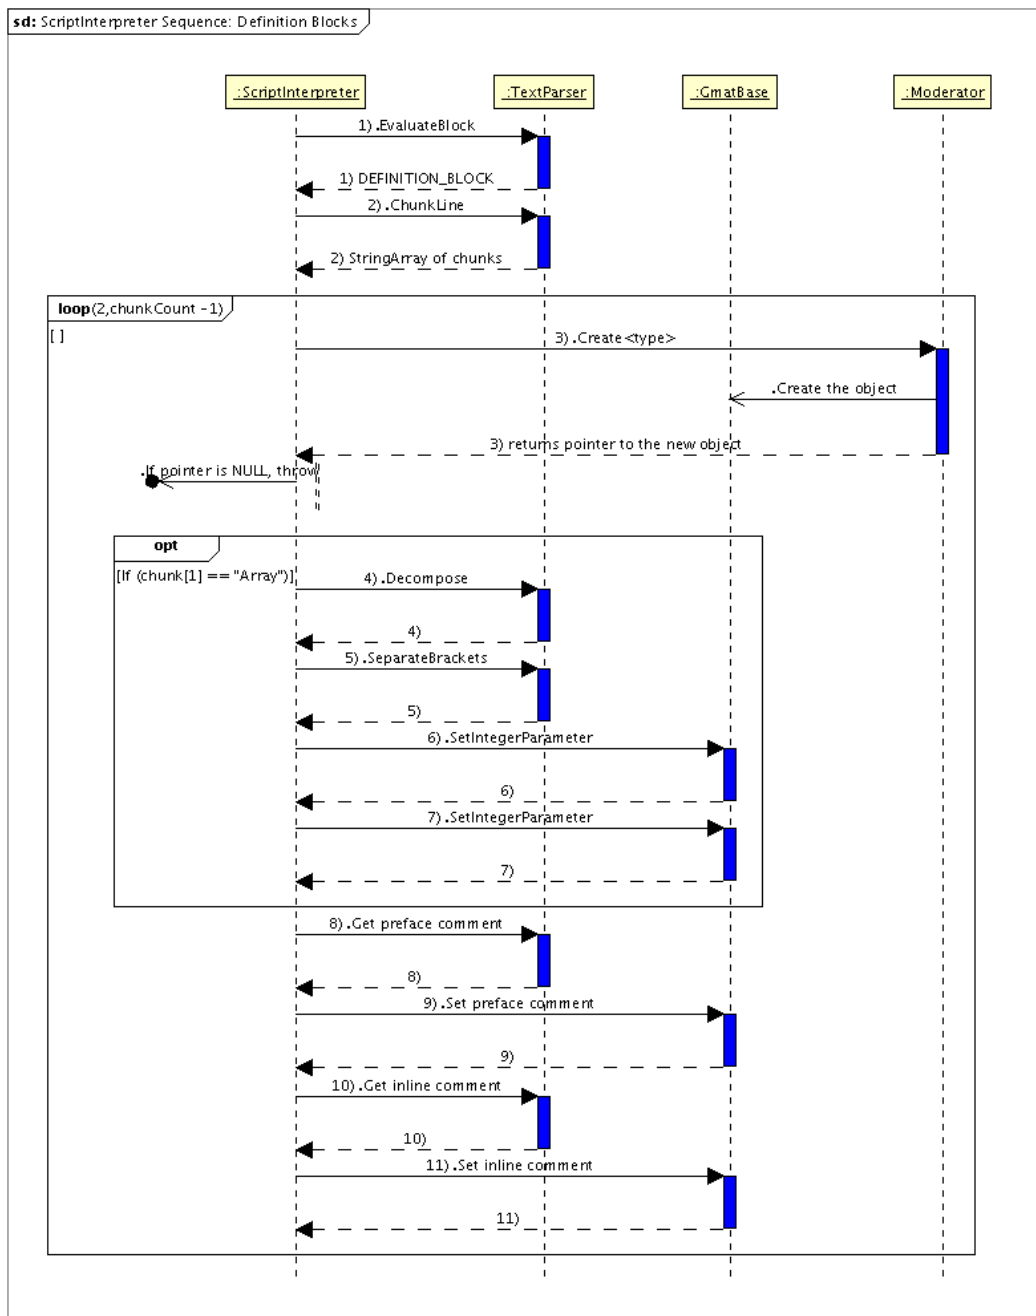 sd: ScriptInterpreter Sequence: Definition Blocks
:ScriptInterpreter
:TextParser
:GmatBase
:Moderator
1).EvaluateBlock
1) DEFINITION_BLOCK
2).ChunkLine
2) StringArray of chunks
loop(2,chunkCount -1)
[ ]
3).Create<type>
.Create the object
3) returns pointer to the new object
.If pointer is NULL, throw
opt
[If (chunk[1] == "Array")]
4).Decompose
4)
5).SeparateBrackets
5)
6).SetIntegerParameter
6)
7).SetIntegerParameter
7)
8).Get preface comment
8)
9).Set preface comment
9)
10).Get inline comment
10)
11).Set inline comment
11)